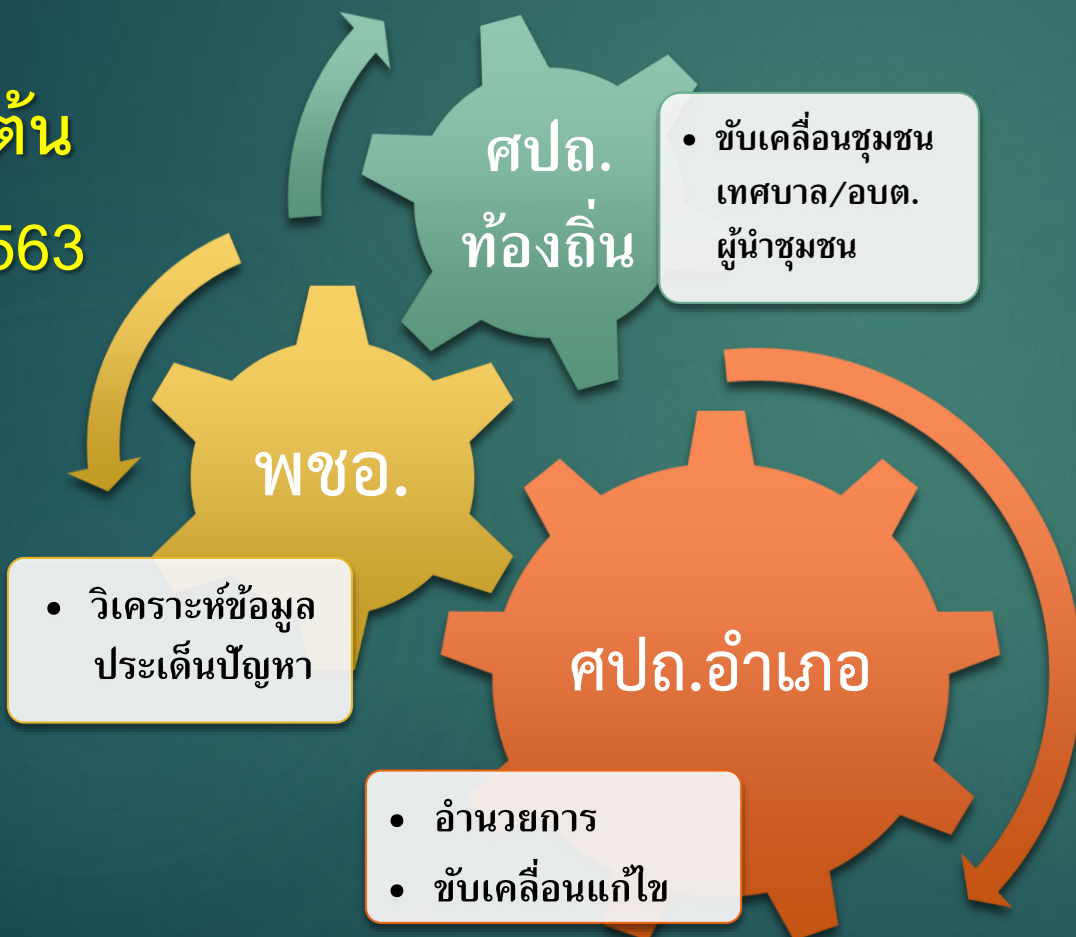 ต้น
563
ศปถ.
ท้องถิ่น
• ขับเคลื่อนชุมชน
เทศบาล/อบต.
ผู้นำชุมชน
พชอ.
• วิเคราะห์ข้อมูล
ประเด็นปัญหา
ศปถ.อำเภอ
• อำนวยการ
• ขับเคลื่อนแก้ไข